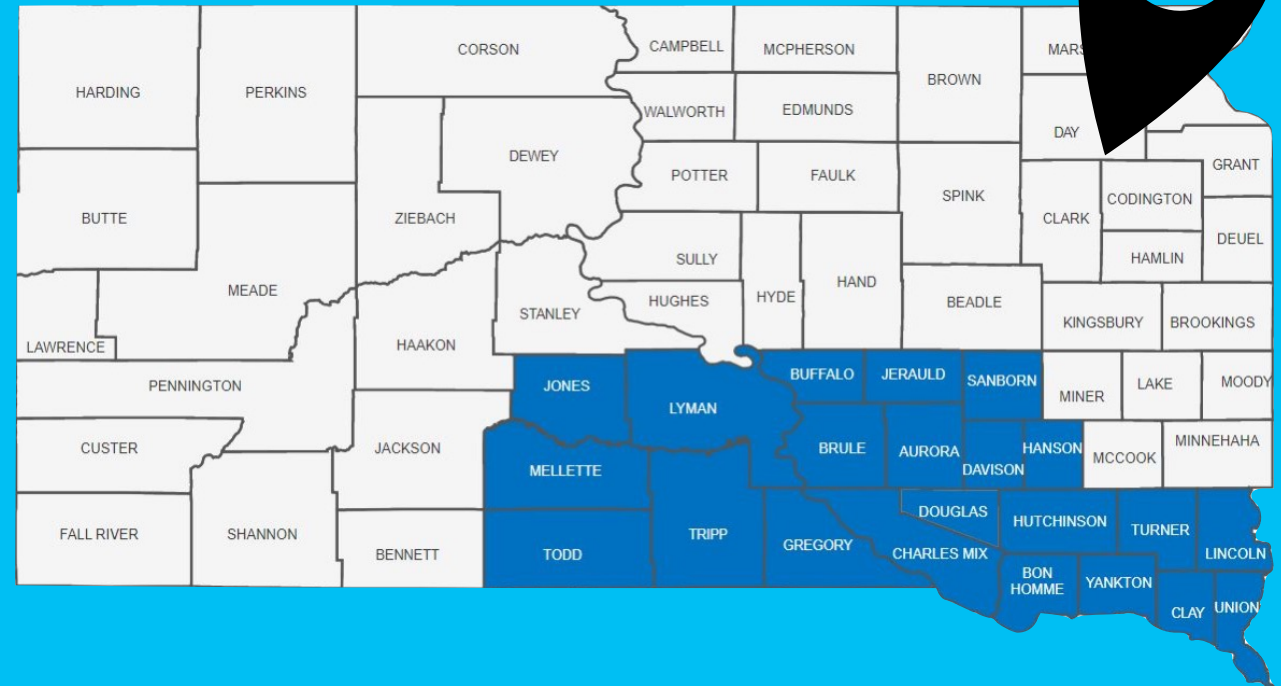 CORSON
CAMPBELL
MCPHERSON
MARS
HARDING
PERKINS
BROWN
WALWORTH
EDMUNDS
DAY
DEWEY
GRANT
POTTER
FAULK
SPINK
CODINGTON
BUTTE
ZIEBACH
CLARK
DEUEL
SULLY
HAMLIN
MEADE
HAND
HYDE
HUGHES
BEADLE
STANLEY
KINGSBURY
BROOKINGS
LAWRENCE
HAAKON
PENNINGTON
JONES
BUFFALO
JERAULD
SANBORN
LAKE
MOODY
MINER
LYMAN
CUSTER
JACKSON
BRULE
AURORA
HANSON
MINNEHAHA
MCCOOK
MELLETTE
DAVISON
DOUGLAS
HUTCHINSON
TURNER
FALL RIVER
SHANNON
TRIPP
GREGORY
BENNETT
TODD
CHARLES MIX
LINCOLN
BON
HOMME
YANKTON
CLAY
UNION